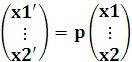 (x1′ ⋮ x2′) = p (x1 ⋮ x2)